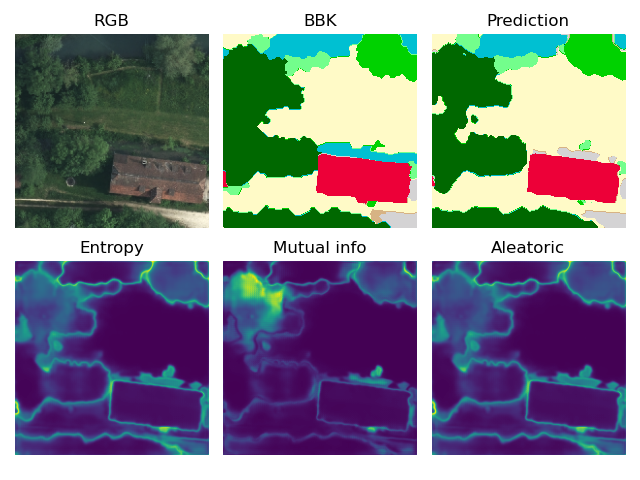 RGB
BBK
Prediction
Entropy
Mutual info
Aleatoric